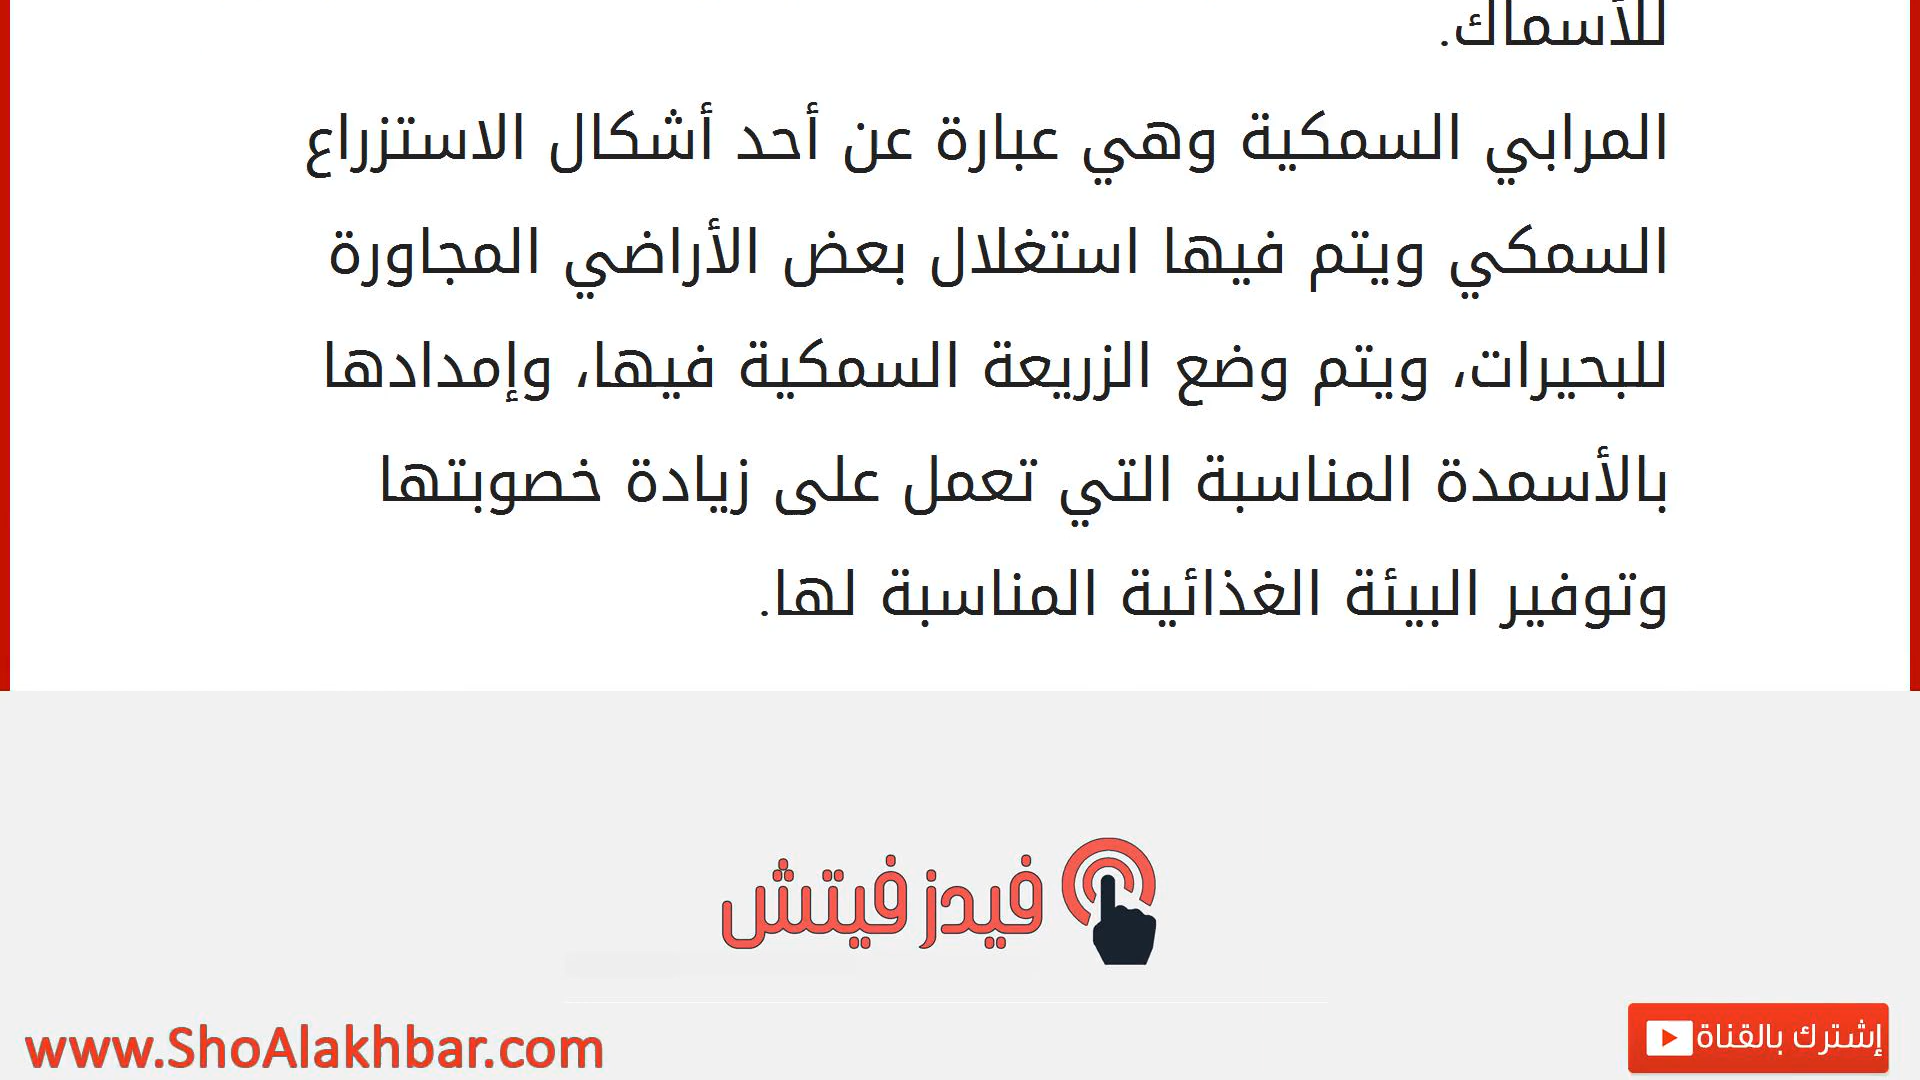 للأسماك.
المرابي السمكية وهي عبارة عن أحد أشكال الاستزراع
السمكي ويتم فيها استغلال بعض الأراضي المجاورة
للبحيرات، ويتم وضع الزريعة السمكية فيها، وإمدادها
بالأسمدة المناسبة التي تعمل على زيادة خصوبتها
وتوفير البيئة الغذائية المناسبة لها.
فيدز فيتش
www.ShoAlakhbar.com
إشترك بالقناة